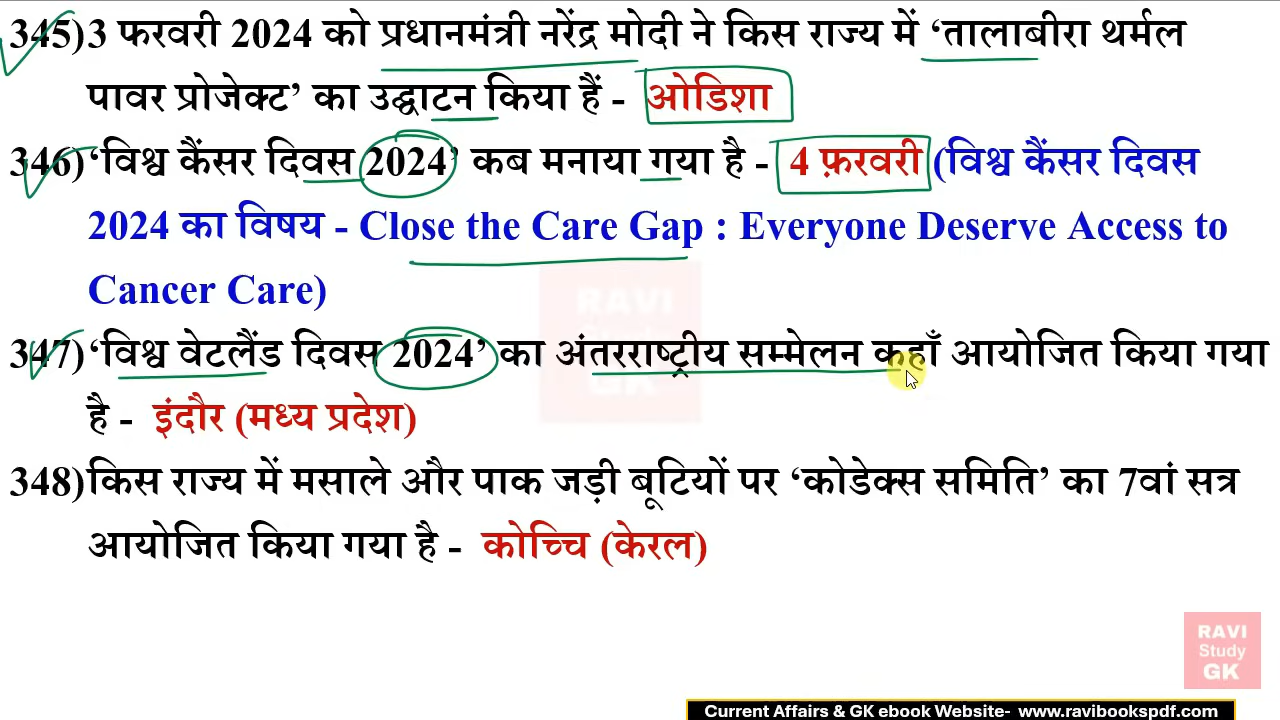 345) 3 फरवरी 2024 को प्रधानमंत्री नरेंद्र मोदी ने किस राज्य में ‘तालाबीरा थर्मल
पावर प्रोजेक्ट’ का उद्घाटन किया हैं - ओडिशा
346) ‘विश्व कैंसर दिवस 2024’ कब मनाया गया है - 4 फ़रवरी (विश्व कैंसर दिवस
2024 का विषय - Close the Care Gap : Everyone Deserve Access to
Cancer Care)
347) ‘विश्व वेटलैंड दिवस 2024’ का अंतरराष्ट्रीय सम्मेलन कहाँ आयोजित किया गया
है - इंदौर (मध्य प्रदेश)
348) किस राज्य में मसाले और पाक जड़ी बूटियों पर ‘कोडेक्स समिति’ का 7वां सत्र
आयोजित किया गया है - कोच्चि (केरल)
RAVI
Study
GK
RAVI
Study
GK
Current Affairs & GK ebook Website- www.ravibookspdf.com